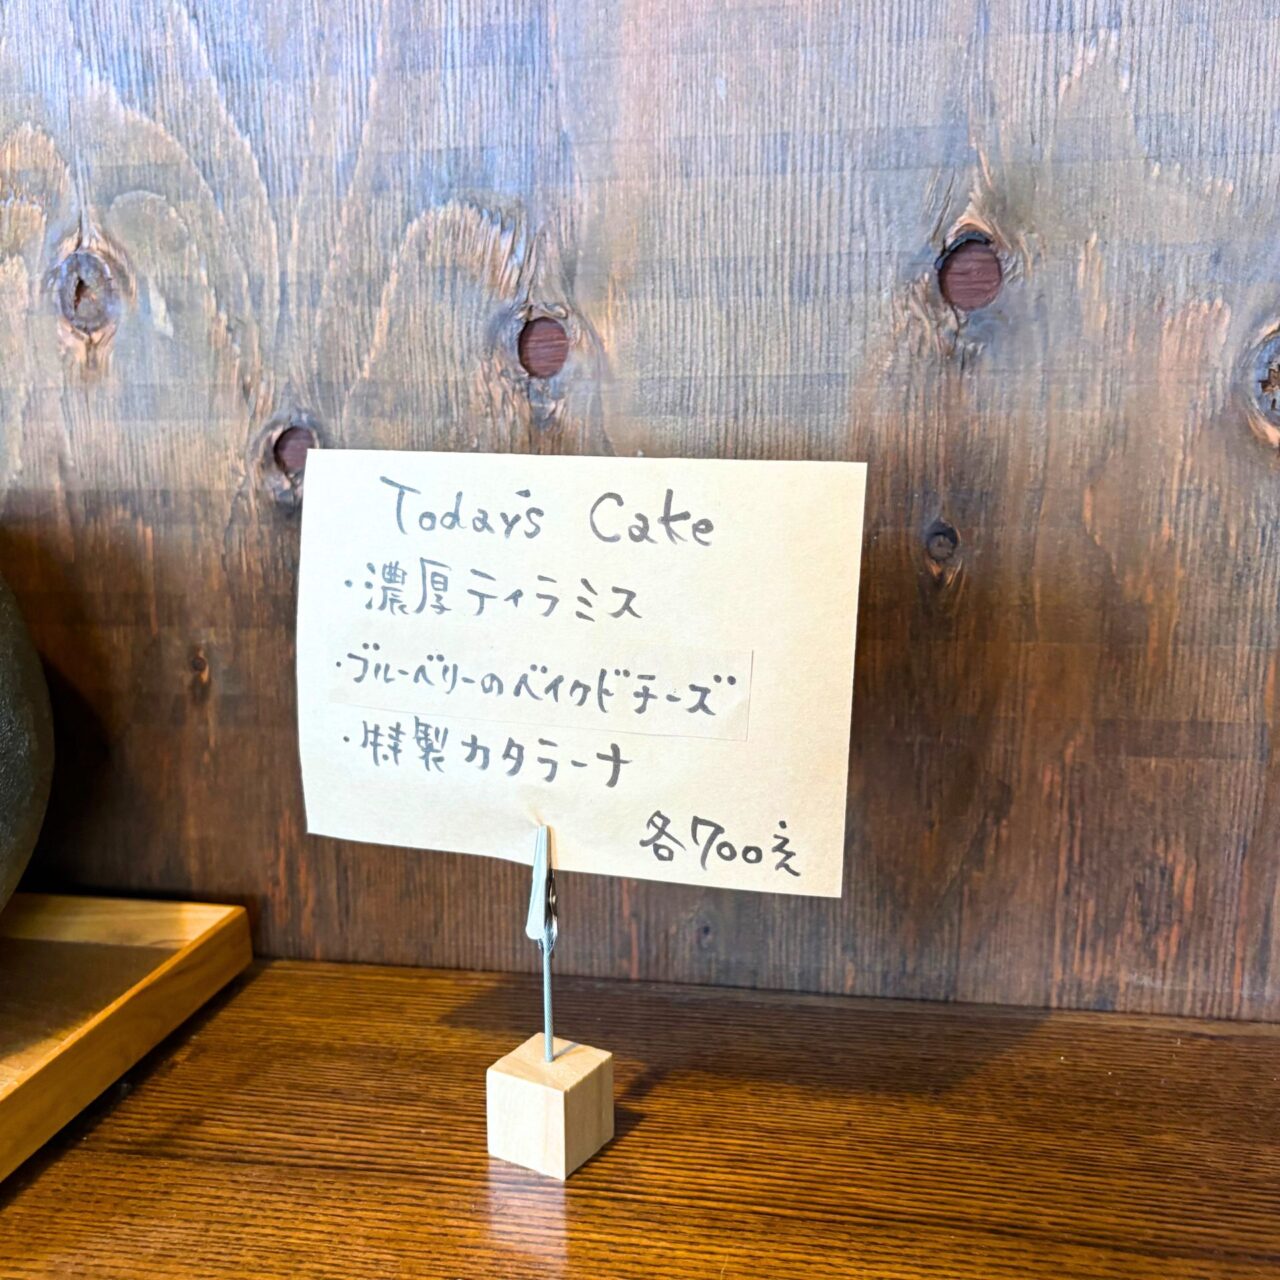 Today's Cake
・濃厚ティラミス
・ブルーベリーのベイクドチーズ
・特製カタラーナ
各700え